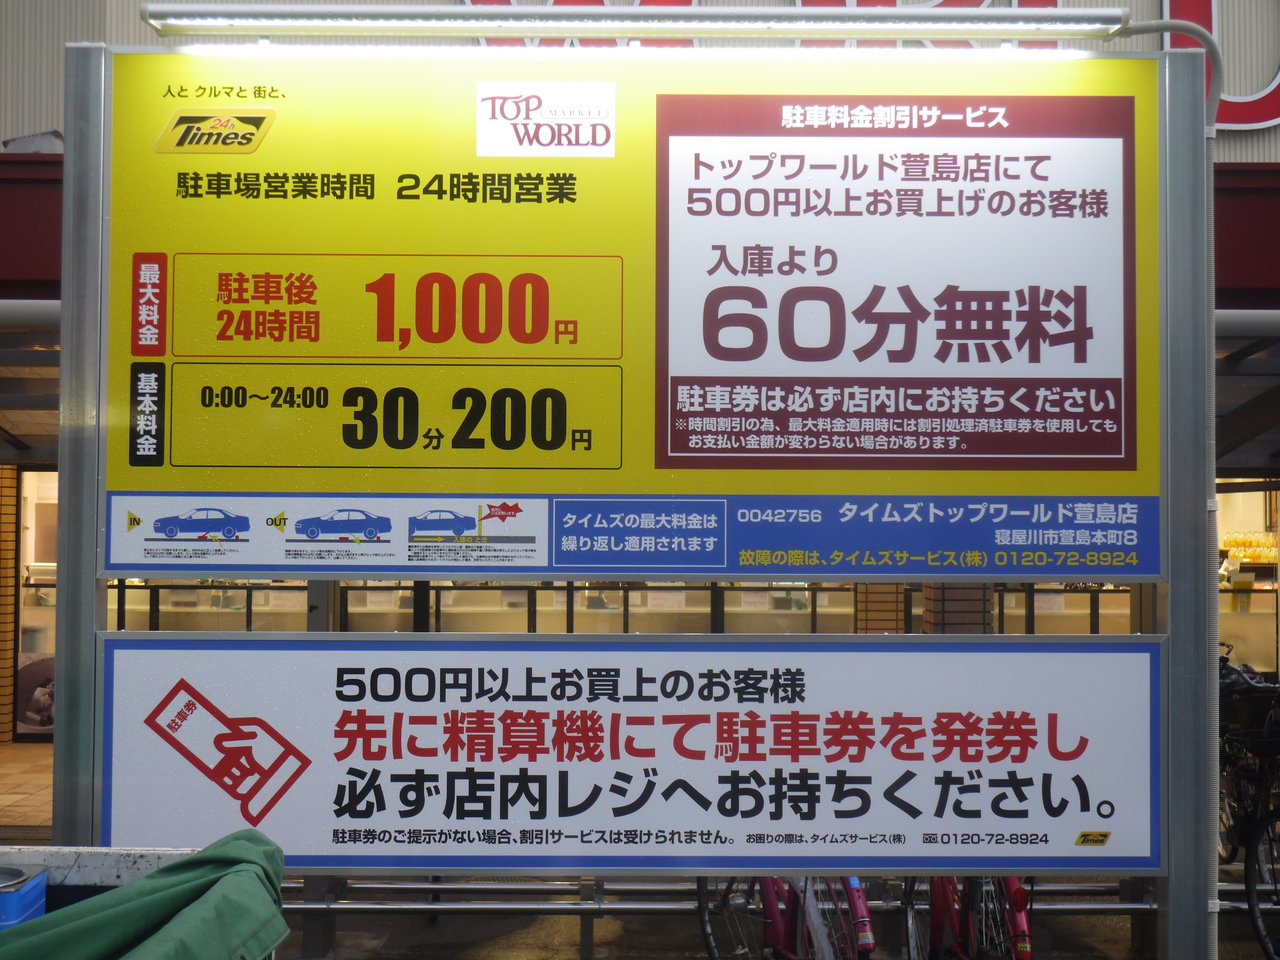 人と クルマと 街と、
24h
Times
TOP
MARKET
WORLD
駐車場営業時間 24時間営業
最大料金
駐車後
24時間
1,000円
基本料金
0:00〜24:00 30分 200円
駐車料金割引サービス
トップワールド萱島店にて
500円以上お買上げのお客様
入庫より
60分無料
駐車券は必ず店内にお持ちください
※時間割引の為、最大料金適用時には割引処理済駐車券を使用しても
お支払い金額が変わらない場合があります。
IN
OUT
入庫のとき
タイムズの最大料金は
繰り返し適用されます
0042756 タイムズトップワールド萱島店
寝屋川市萱島本町8
故障の際は、タイムズサービス(株) 0120-72-8924
駐車券
500円以上お買上のお客様
先に精算機にて駐車券を発券し
必ず店内レジへお持ちください。
駐車券のご提示がない場合、割引サービスは受けられません。 お困りの際は、タイムズサービス(株) 0120-72-8924
Times